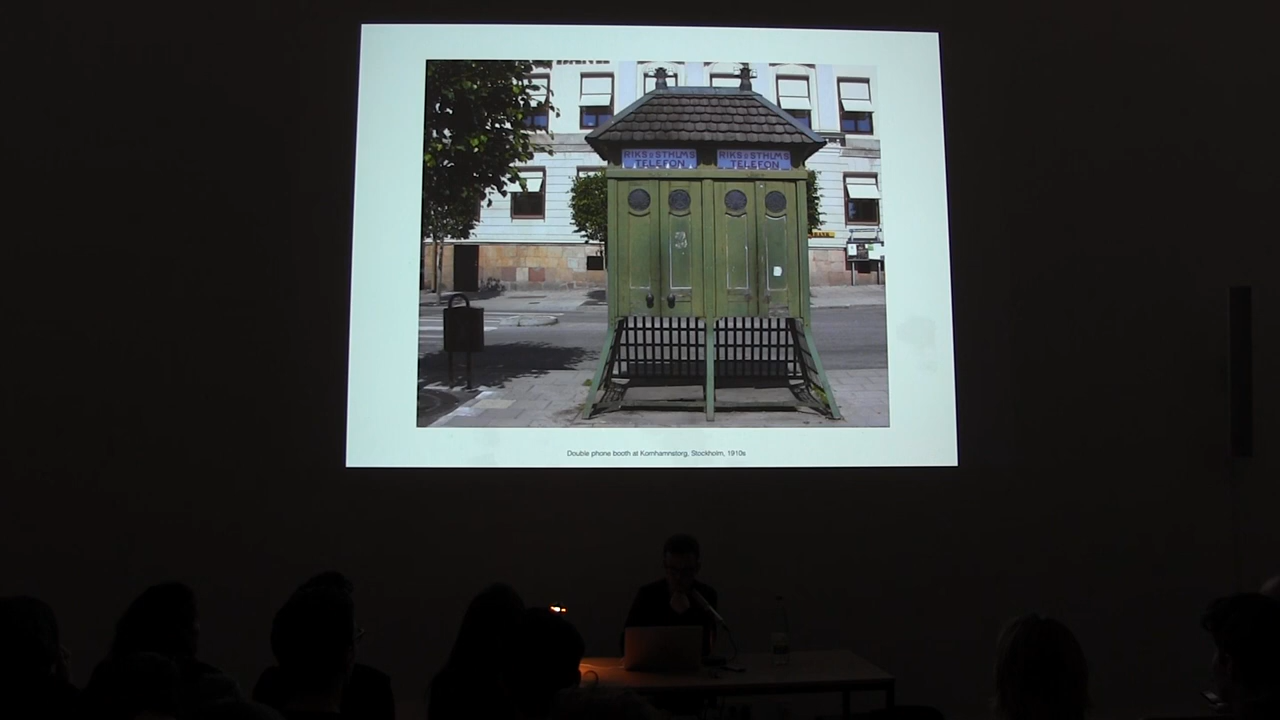 RIKS & STHLMS
TELEFON
RIKS & STHLMS
TELEFON
Double phone booth at Kornhamnstorg, Stockholm, 1910s